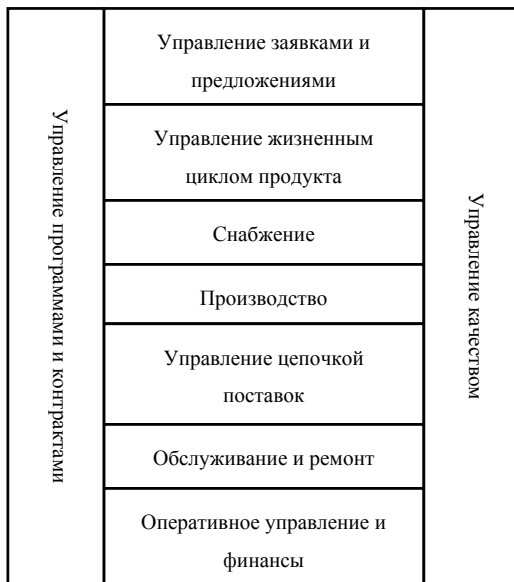 Управление программами и контрактами
Управление заявками и
предложениями
Управление жизненным
циклом продукта
Снабжение
Производство
Управление цепочкой
поставок
Обслуживание и ремонт
Оперативное управление и
финансы
Управление качеством